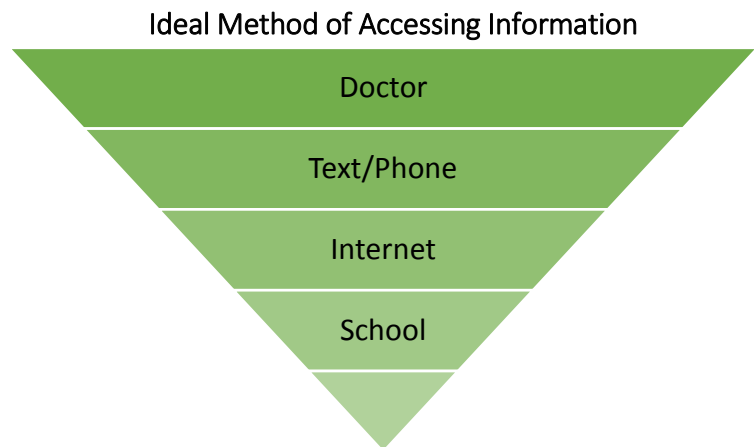 Ideal Method of Accessing Information
Doctor
Text/Phone
Internet
School